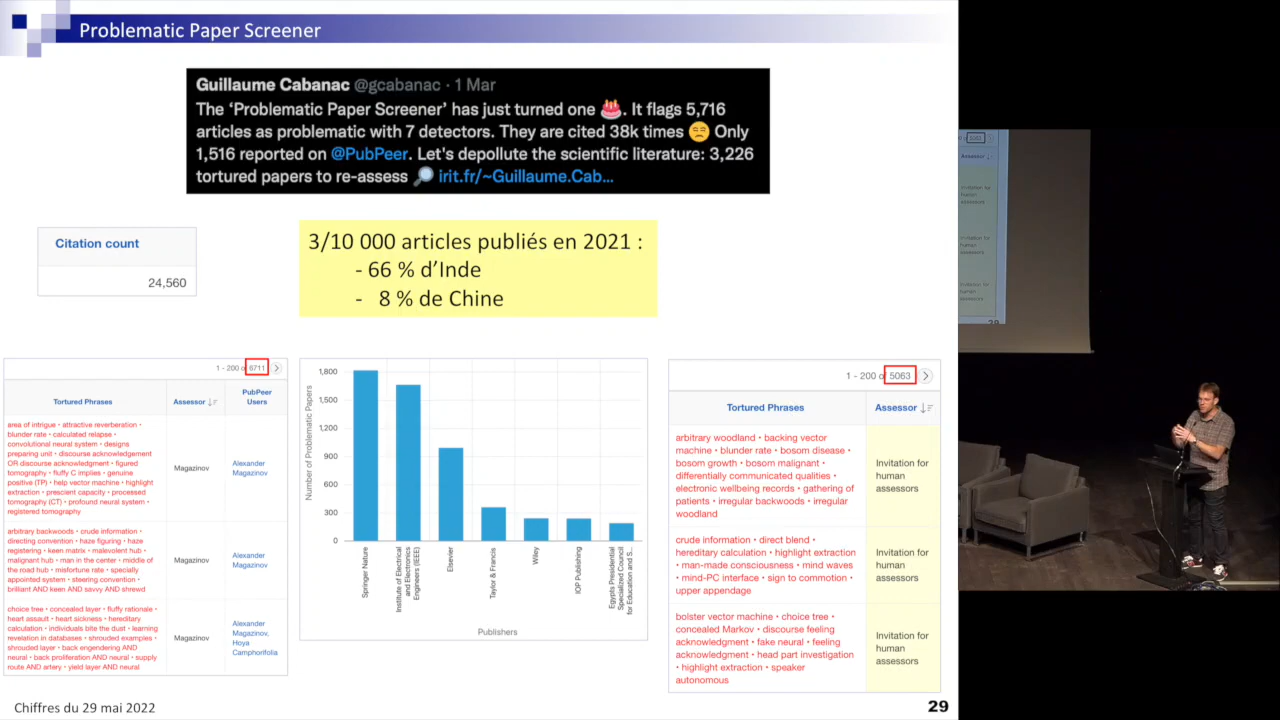 Problematic Paper Screener
Guillaume Cabanac @gcabanac · 1 Mar
The ‘Problematic Paper Screener’ has just turned one 🎂. It flags 5,716
articles as problematic with 7 detectors. They are cited 38k times 😔 Only
1,516 reported on @PubPeer. Let's depollute the scientific literature: 3,226
tortured papers to re-assess 🔎 irit.fr/~Guillaume.Cab...
Citation count
24,560
3/10 000 articles publiés en 2021 :
- 66 % d’Inde
- 8 % de Chine
1 - 200 of 6711
Tortured Phrases
Assessor
PubPeer
Users
area of intrigue • attractive reverberation •
blunder rate • calculated relapse •
convolutional neural system • designs
preparing unit • discourse acknowledgement
OR discourse acknowledgment • figured
tomography • fluffy C implies • genuine
positive (TP) • help vector machine • highlight
extraction • prescient capacity • processed
tomography (CT) • profound neural system •
registered tomography
Magazinov
Alexander
Magazinov
arbitrary backwoods • crude information •
directing convention • haze figuring • haze
registering • keen matrix • malevolent hub •
malignant hub • man in the center • middle of
the road hub • misfortune rate • specially
appointed system • steering convention •
brilliant AND keen AND savvy AND shrewd
Magazinov
Alexander
Magazinov
choice tree • concealed layer • fluffy rationale •
heart assault • heart sickness • hereditary
calculation • individuals bite the dust • learning
revelation in databases • shrouded examples •
shrouded layer • back engendering AND
neural • back proliferation AND neural • supply
route AND artery • yield layer AND neural
Magazinov
Alexander
Magazinov,
Hoya
Camphorifolia
Number of Problematic Papers
1,800
1,500
1,200
900
600
300
0
Springer Nature
Institute of Electrical
and Electronics
Engineers (IEEE)
Elsevier
Taylor & Francis
Wiley
IOP Publishing
Egypts Presidential
Specialized Council
for Education and S...
Publishers
1 - 200 of 5063
Tortured Phrases
Assessor
arbitrary woodland • backing vector
machine • blunder rate • bosom disease •
bosom growth • bosom malignant •
differentially communicated qualities •
electronic wellbeing records • gathering of
patients • irregular backwoods • irregular
woodland
Invitation for
human
assessors
crude information • direct blend •
hereditary calculation • highlight extraction
• man-made consciousness • mind waves
• mind-PC interface • sign to commotion •
upper appendage
Invitation for
human
assessors
bolster vector machine • choice tree •
concealed Markov • discourse feeling
acknowledgment • fake neural • feeling
acknowledgment • head part investigation
• highlight extraction • speaker
autonomous
Invitation for
human
assessors
Chiffres du 29 mai 2022
29
5063
Assessor
Invitation for
human
assessors
Invitation for
human
assessors
Invitation for
human
assessors
29